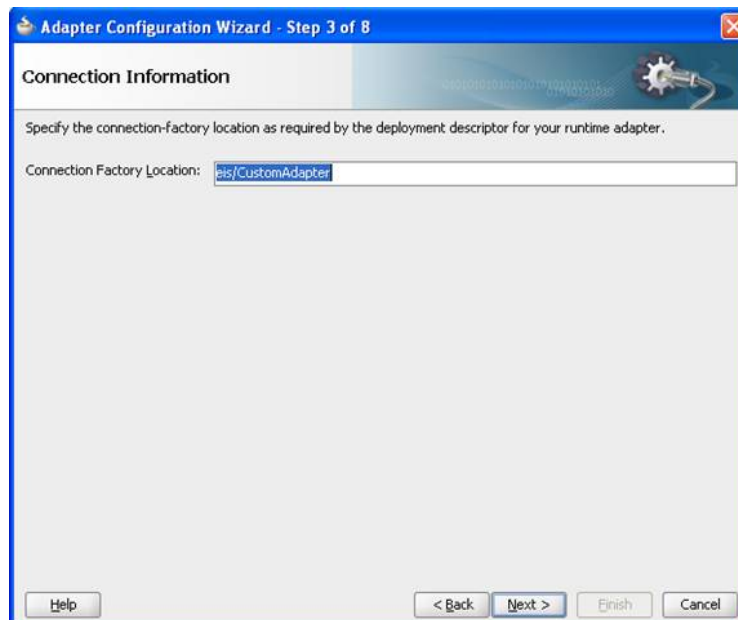 Adapter Configuration Wizard - Step 3 of 8
Connection Information
Specify the connection-factory location as required by the deployment descriptor for your runtime adapter.
Connection Factory Location: eis/CustomAdapter
Help < Back Next > Finish Cancel